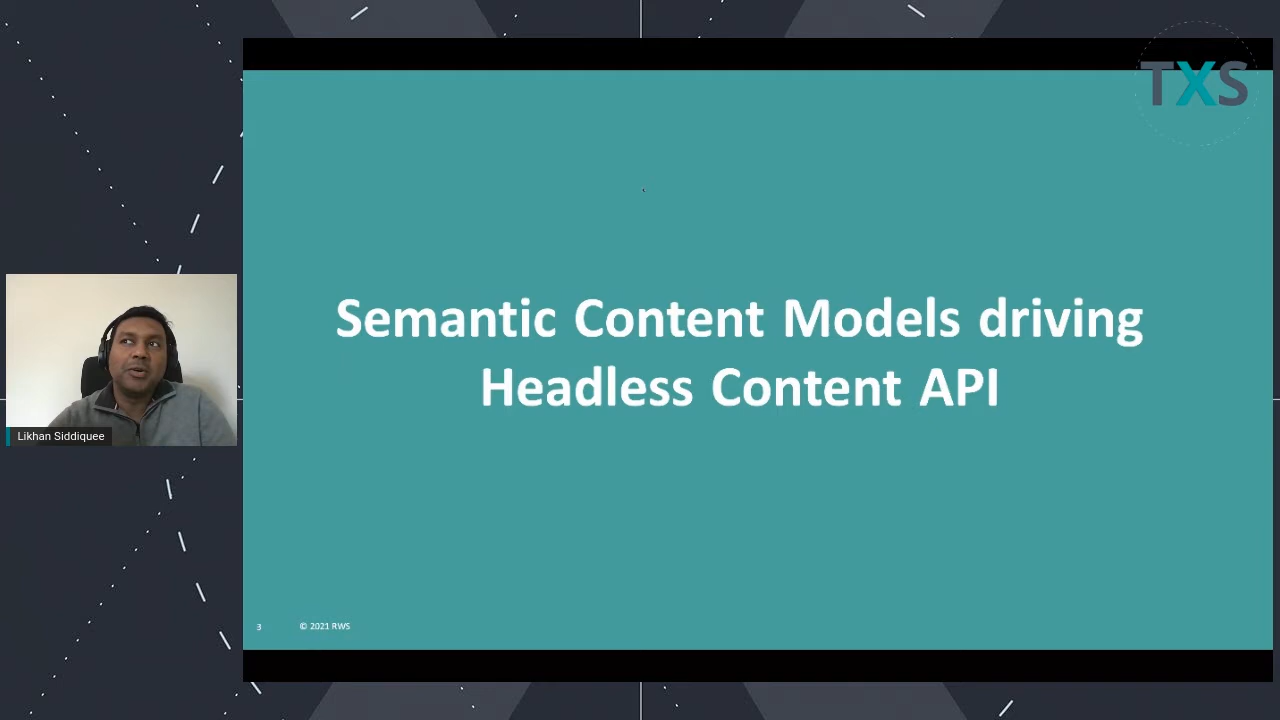 TXS
Semantic Content Models driving
Headless Content API
Likhan Siddiquee
3
© 2021 RWS